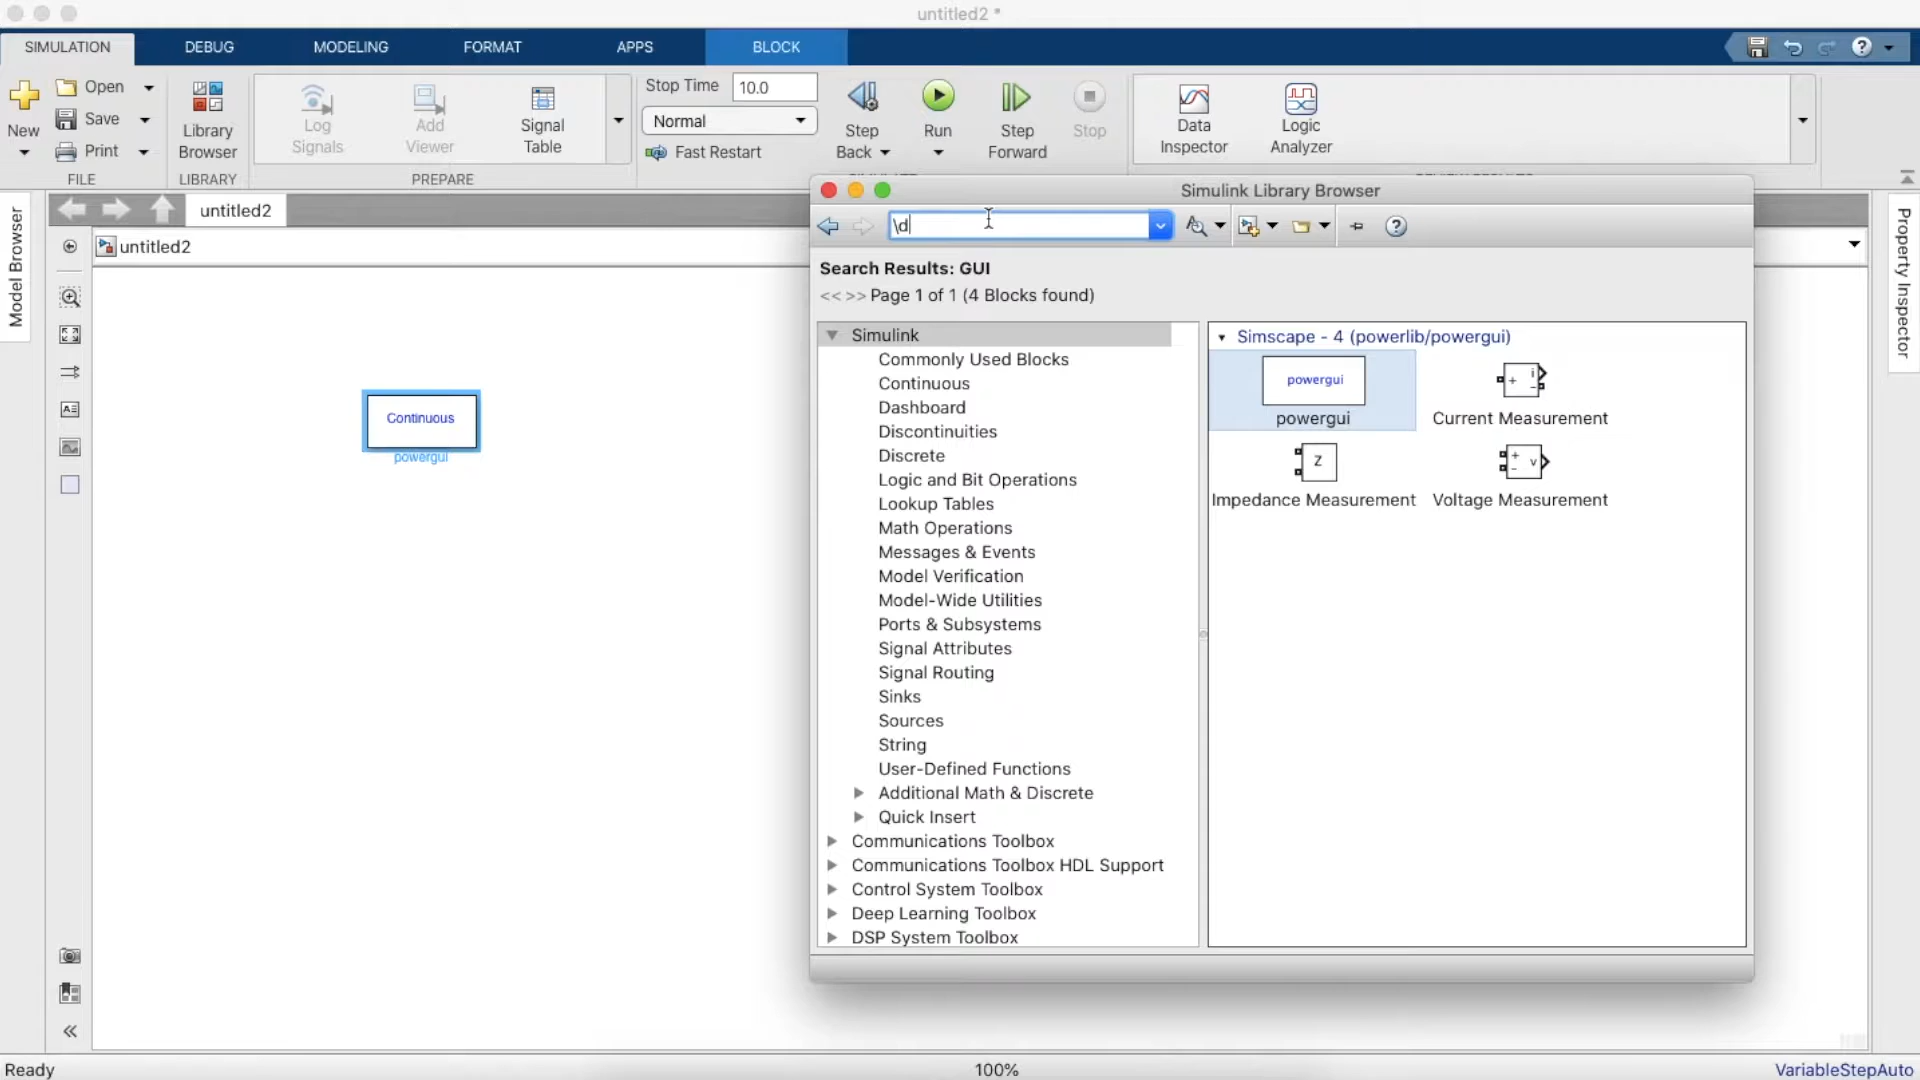 untitled2 *
SIMULATION DEBUG MODELING FORMAT APPS BLOCK
New
Open
Save
Print
FILE
Library
Browser
LIBRARY
Log
Signals
Add
Viewer
Signal
Table
PREPARE
Stop Time 10.0
Normal
Fast Restart
Step
Back
Run
Step
Forward
Stop
Data
Inspector
Logic
Analyzer
Model Browser
untitled2
untitled2
Continuous
powergui
Simulink Library Browser
\d
Search Results: GUI
<< >> Page 1 of 1 (4 Blocks found)
Simulink
Commonly Used Blocks
Continuous
Dashboard
Discontinuities
Discrete
Logic and Bit Operations
Lookup Tables
Math Operations
Messages & Events
Model Verification
Model-Wide Utilities
Ports & Subsystems
Signal Attributes
Signal Routing
Sinks
Sources
String
User-Defined Functions
Additional Math & Discrete
Quick Insert
Communications Toolbox
Communications Toolbox HDL Support
Control System Toolbox
Deep Learning Toolbox
DSP System Toolbox
Simscape - 4 (powerlib/powergui)
powergui
powergui
i
Current Measurement
Z
Impedance Measurement
v
Voltage Measurement
Property Inspector
Ready
100%
VariableStepAuto